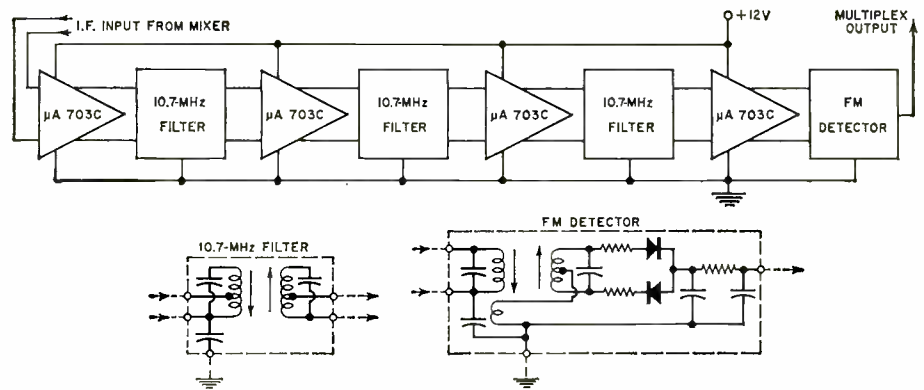 I.F. INPUT FROM MIXER
+12V
MULTIPLEX
OUTPUT
μA 703C
10.7-MHz
FILTER
μA 703C
10.7-MHz
FILTER
μA 703C
10.7-MHz
FILTER
μA 703C
FM
DETECTOR
10.7-MHz FILTER
FM DETECTOR